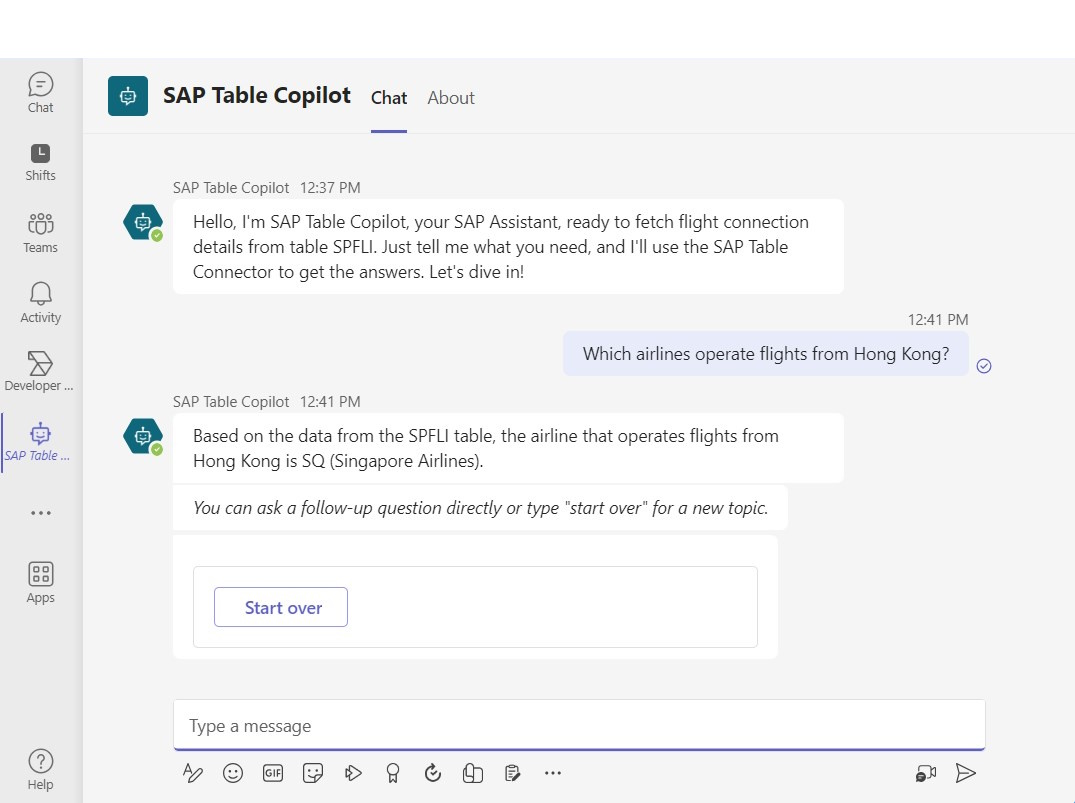 SAP Table Copilot
Chat
About
Chat
Shifts
Teams
Activity
Developer ...
SAP Table ...
Apps
Help
SAP Table Copilot 12:37 PM
Hello, I'm SAP Table Copilot, your SAP Assistant, ready to fetch flight connection
details from table SPFLI. Just tell me what you need, and I'll use the SAP Table
Connector to get the answers. Let's dive in!
12:41 PM
Which airlines operate flights from Hong Kong?
SAP Table Copilot 12:41 PM
Based on the data from the SPFLI table, the airline that operates flights from
Hong Kong is SQ (Singapore Airlines).
You can ask a follow-up question directly or type "start over" for a new topic.
Start over
Type a message
GIF